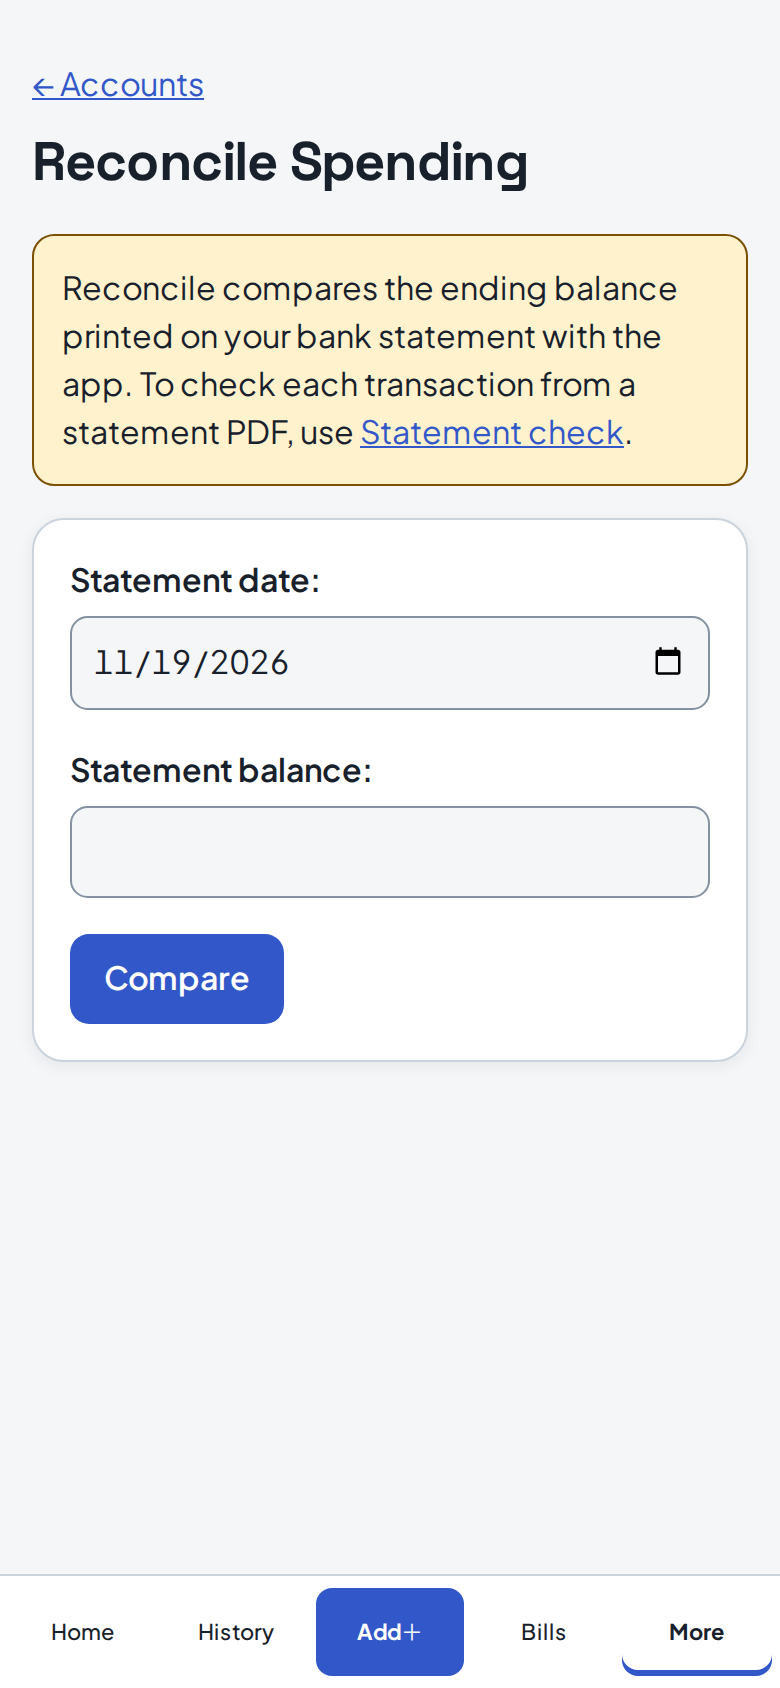 ← Accounts
Reconcile Spending
Reconcile compares the ending balance
printed on your bank statement with the
app. To check each transaction from a
statement PDF, use Statement check.
Statement date:
11/19/2026
Statement balance:
Compare
Home
History
Add+
Bills
More